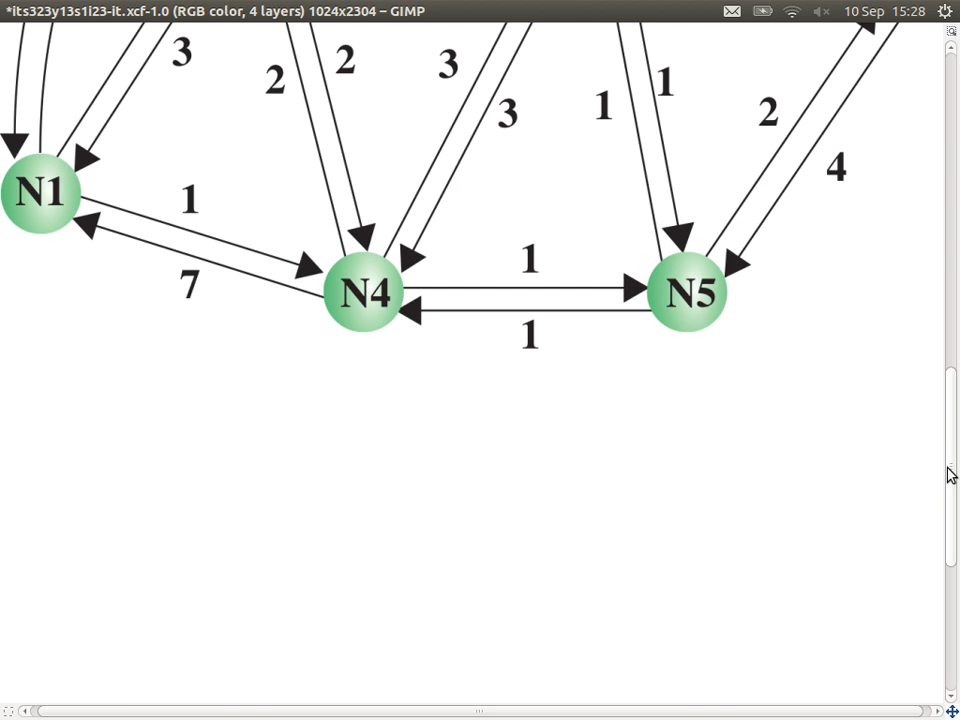 *its323y13s1i23-it.xcf-1.0 (RGB color, 4 layers) 1024x2304 – GIMP
10 Sep 15:28
3
2
2
3
3
1
1
2
4
N1
1
7
N4
1
1
N5